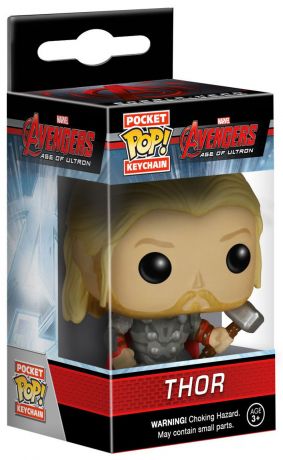 MARVEL
AVENGERS
AGE OF ULTRON
POCKET
POP!
KEYCHAIN
MARVEL
AVENGERS
AGE OF ULTRON
POCKET
POP!
KEYCHAIN
THOR
WARNING! Choking Hazard.
May contain small parts.
AGE
3+